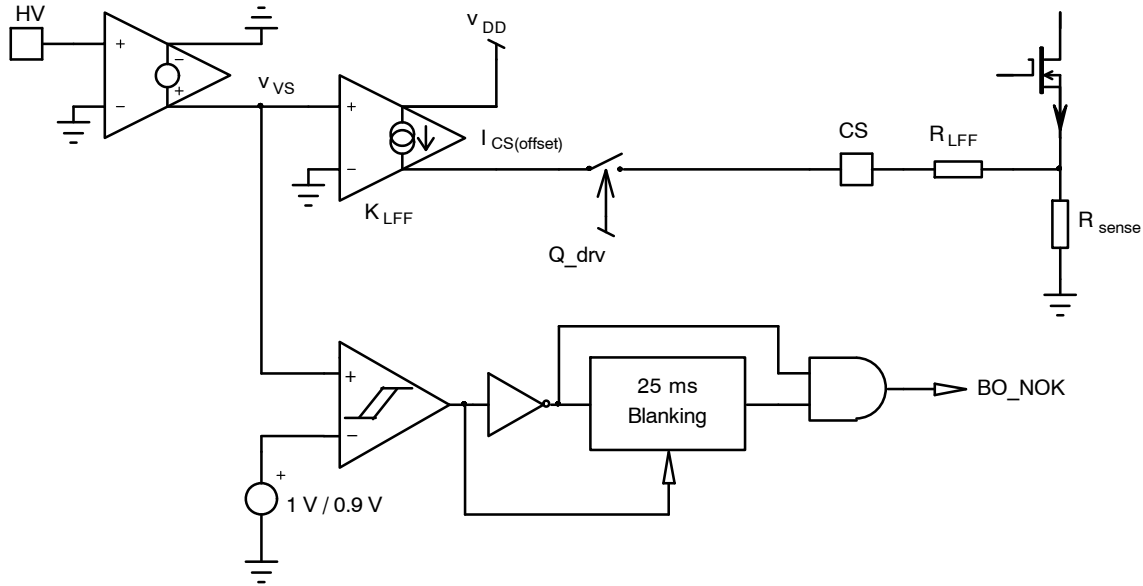 HV
v DD
+
−
−
+
v VS
+
−
I CS(offset)
K LFF
Q_drv
CS
R LFF
R sense
+
−
25 ms
Blanking
BO_NOK
+
1 V / 0.9 V